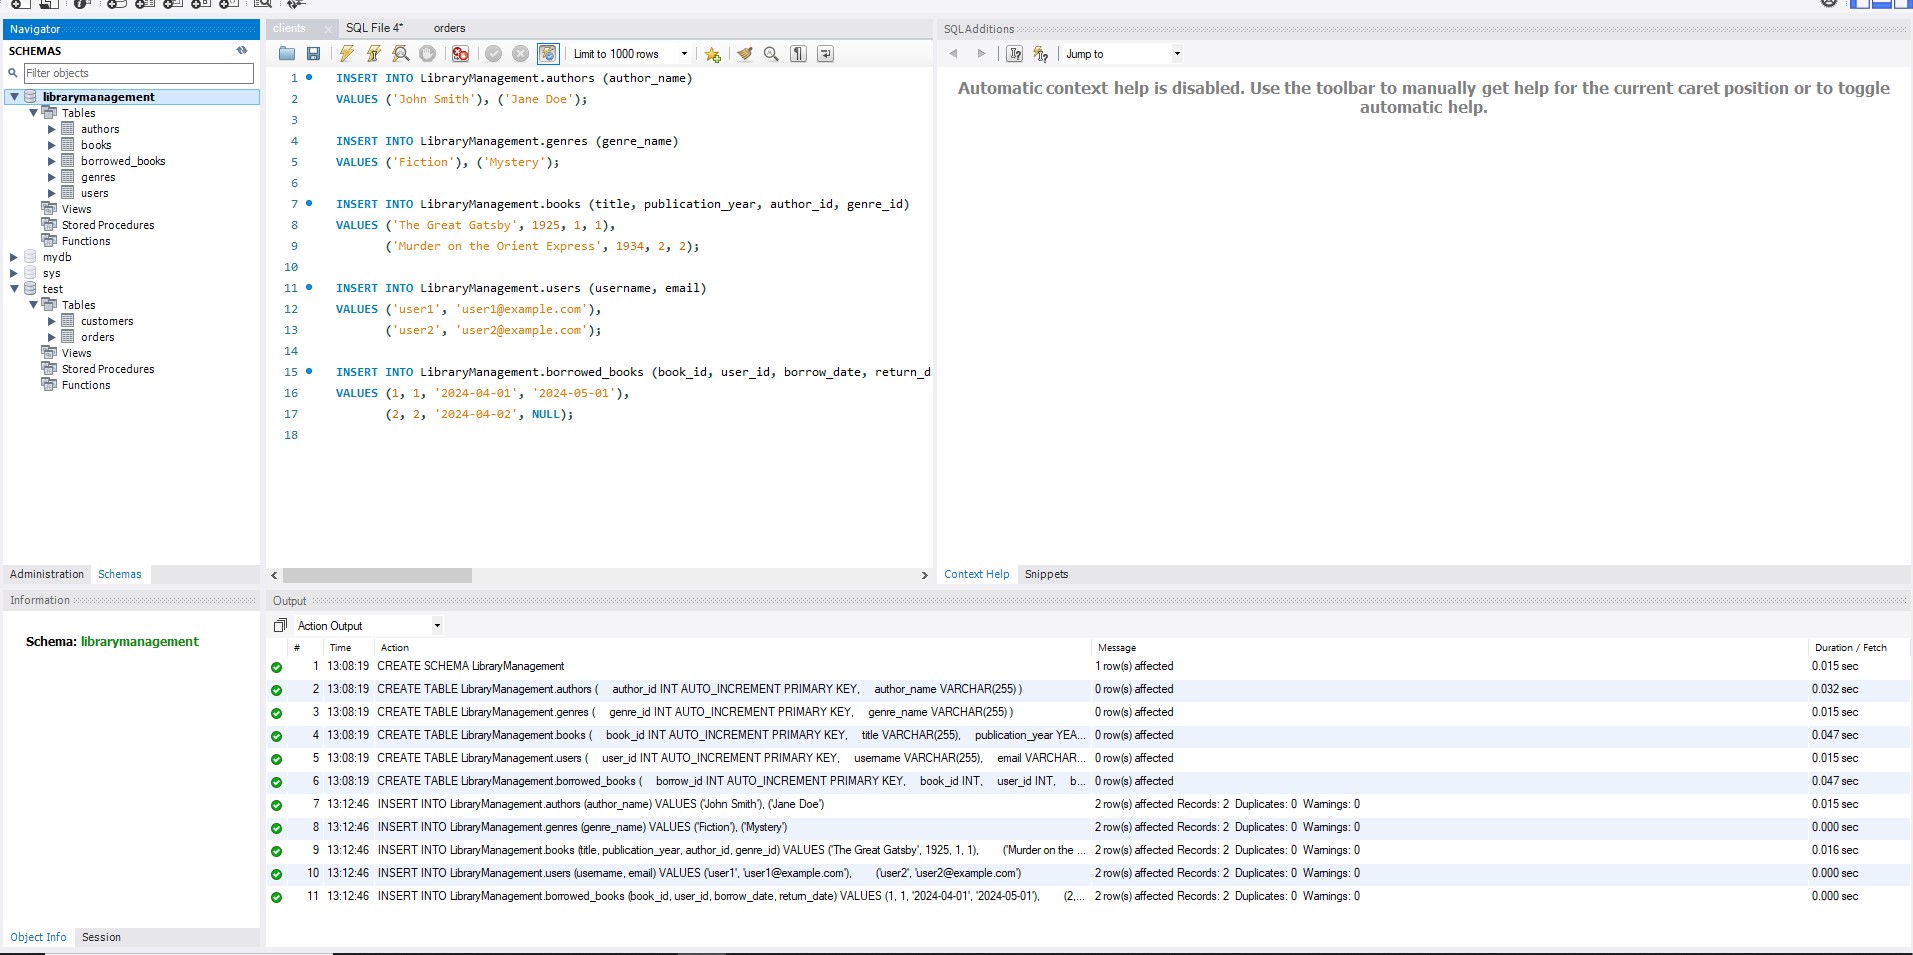 Navigator
SCHEMAS
Filter objects
librarymanagement
Tables
authors
books
borrowed_books
genres
users
Views
Stored Procedures
Functions
mydb
sys
test
Tables
customers
orders
Views
Stored Procedures
Functions
Administration Schemas
Information
Schema: librarymanagement
Object Info Session
clients SQL File 4* orders
Limit to 1000 rows
1 INSERT INTO LibraryManagement.authors (author_name)
2 VALUES ('John Smith'), ('Jane Doe');
3
4 INSERT INTO LibraryManagement.genres (genre_name)
5 VALUES ('Fiction'), ('Mystery');
6
7 INSERT INTO LibraryManagement.books (title, publication_year, author_id, genre_id)
8 VALUES ('The Great Gatsby', 1925, 1, 1),
9 ('Murder on the Orient Express', 1934, 2, 2);
10
11 INSERT INTO LibraryManagement.users (username, email)
12 VALUES ('user1', 'user1@example.com'),
13 ('user2', 'user2@example.com');
14
15 INSERT INTO LibraryManagement.borrowed_books (book_id, user_id, borrow_date, return_d
16 VALUES (1, 1, '2024-04-01', '2024-05-01'),
17 (2, 2, '2024-04-02', NULL);
18
SQLAdditions
Jump to
Automatic context help is disabled. Use the toolbar to manually get help for the current caret position or to toggle
automatic help.
Context Help Snippets
Output
Action Output
# Time Action Message Duration / Fetch
1 13:08:19 CREATE SCHEMA LibraryManagement 1 row(s) affected 0.015 sec
2 13:08:19 CREATE TABLE LibraryManagement.authors ( author_id INT AUTO_INCREMENT PRIMARY KEY, author_name VARCHAR(255) ) 0 row(s) affected 0.032 sec
3 13:08:19 CREATE TABLE LibraryManagement.genres ( genre_id INT AUTO_INCREMENT PRIMARY KEY, genre_name VARCHAR(255) ) 0 row(s) affected 0.015 sec
4 13:08:19 CREATE TABLE LibraryManagement.books ( book_id INT AUTO_INCREMENT PRIMARY KEY, title VARCHAR(255), publication_year YEA... 0 row(s) affected 0.047 sec
5 13:08:19 CREATE TABLE LibraryManagement.users ( user_id INT AUTO_INCREMENT PRIMARY KEY, username VARCHAR(255), email VARCHAR... 0 row(s) affected 0.015 sec
6 13:08:19 CREATE TABLE LibraryManagement.borrowed_books ( borrow_id INT AUTO_INCREMENT PRIMARY KEY, book_id INT, user_id INT, b... 0 row(s) affected 0.047 sec
7 13:12:46 INSERT INTO LibraryManagement.authors (author_name) VALUES ('John Smith'), ('Jane Doe') 2 row(s) affected Records: 2 Duplicates: 0 Warnings: 0 0.015 sec
8 13:12:46 INSERT INTO LibraryManagement.genres (genre_name) VALUES ('Fiction'), ('Mystery') 2 row(s) affected Records: 2 Duplicates: 0 Warnings: 0 0.000 sec
9 13:12:46 INSERT INTO LibraryManagement.books (title, publication_year, author_id, genre_id) VALUES ('The Great Gatsby', 1925, 1, 1), ('Murder on the ... 2 row(s) affected Records: 2 Duplicates: 0 Warnings: 0 0.016 sec
10 13:12:46 INSERT INTO LibraryManagement.users (username, email) VALUES ('user1', 'user1@example.com'), ('user2', 'user2@example.com') 2 row(s) affected Records: 2 Duplicates: 0 Warnings: 0 0.000 sec
11 13:12:46 INSERT INTO LibraryManagement.borrowed_books (book_id, user_id, borrow_date, return_date) VALUES (1, 1, '2024-04-01', '2024-05-01'), (2,... 2 row(s) affected Records: 2 Duplicates: 0 Warnings: 0 0.000 sec